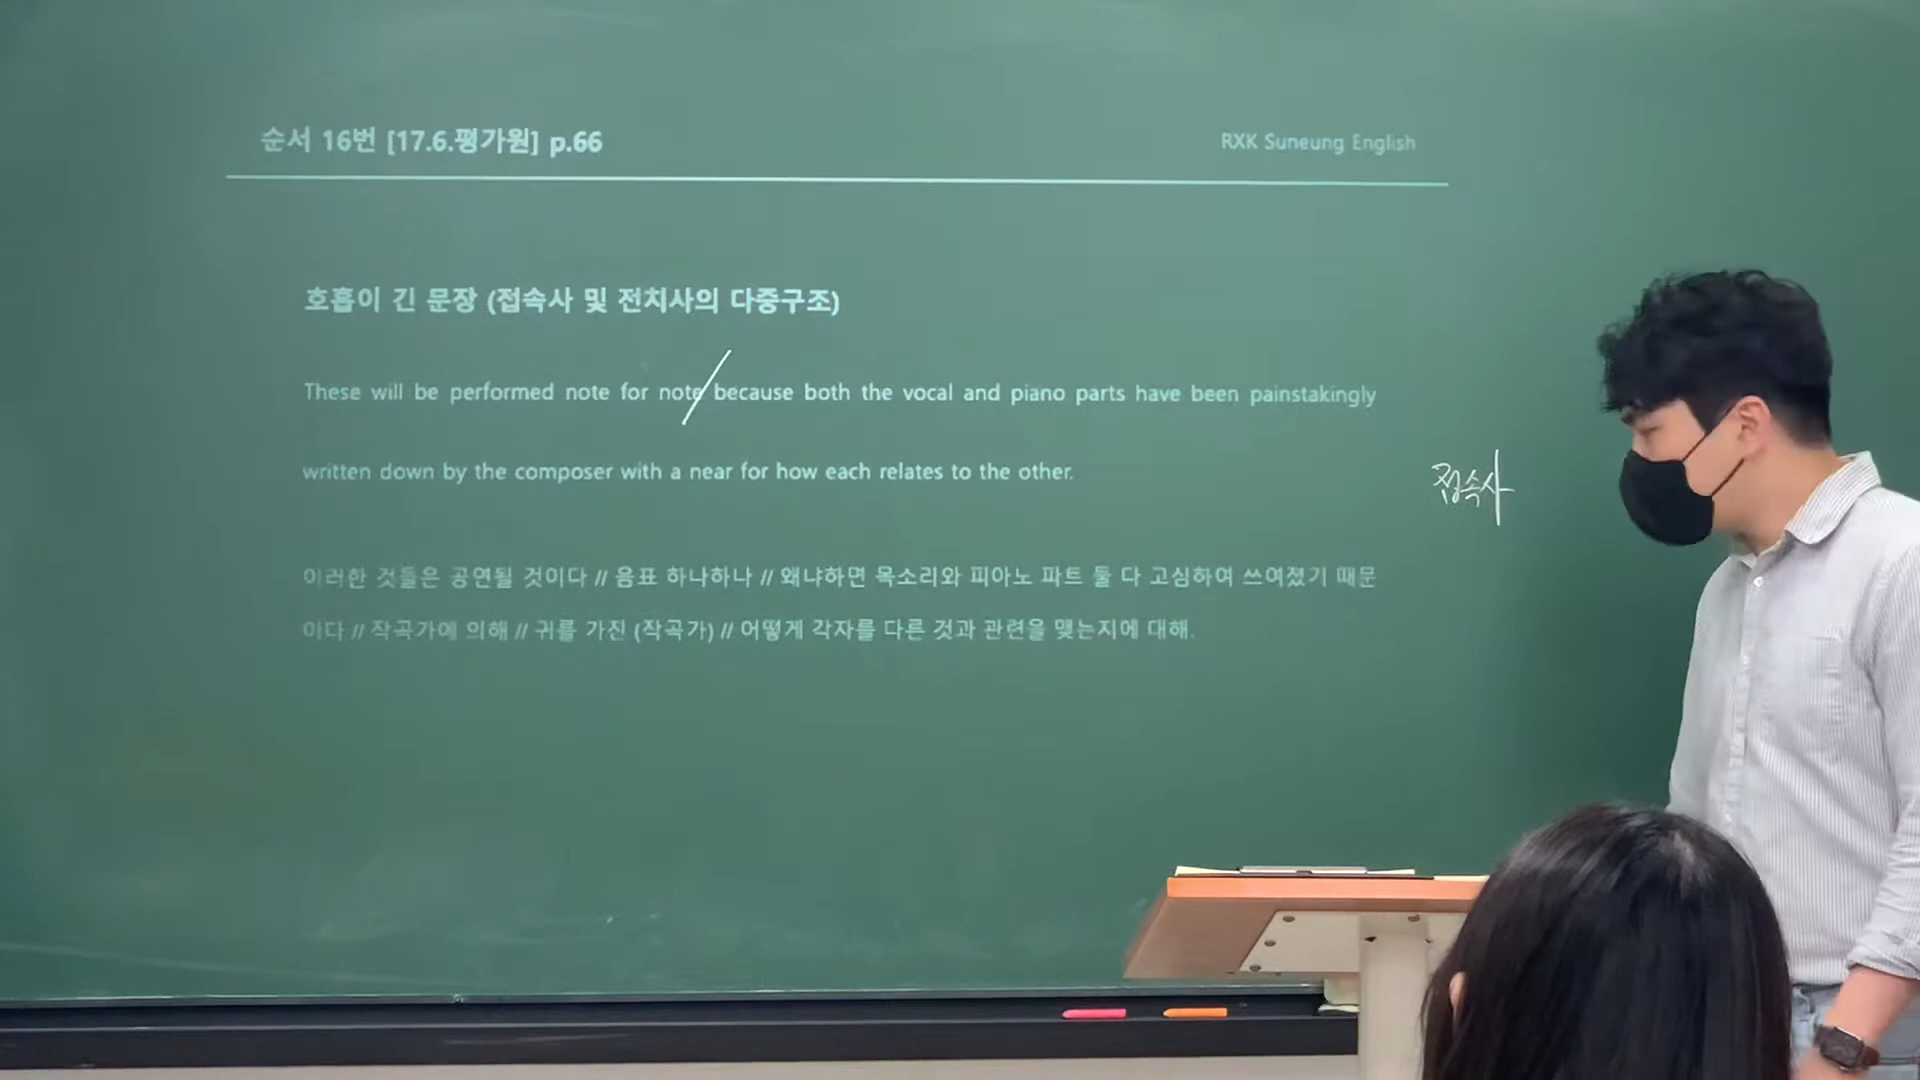 순서 16번 [17.6.평가원] p.66
RXK Suneung English
호흡이 긴 문장 (접속사 및 전치사의 다중구조)
These will be performed note for note because both the vocal and piano parts have been painstakingly
written down by the composer with a near for how each relates to the other.
접속사
이러한 것들은 공연될 것이다 // 음표 하나하나 // 왜냐하면 목소리와 피아노 파트 둘 다 고심하여 쓰여졌기 때문
이다 // 작곡가에 의해 // 귀를 가진 (작곡가) // 어떻게 각자를 다른 것과 관련을 맺는지에 대해.